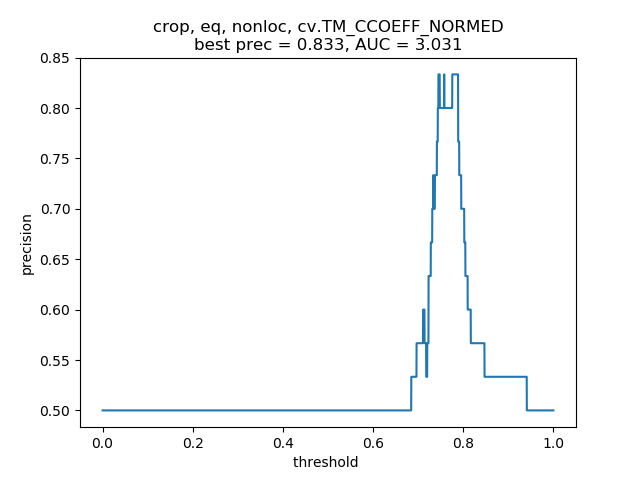 crop, eq, nonloc, cv.TM_CCOEFF_NORMED
best prec = 0.833, AUC = 3.031
0.85
0.80
0.75
0.70
0.65
0.60
0.55
0.50
precision
0.0 0.2 0.4 0.6 0.8 1.0
threshold